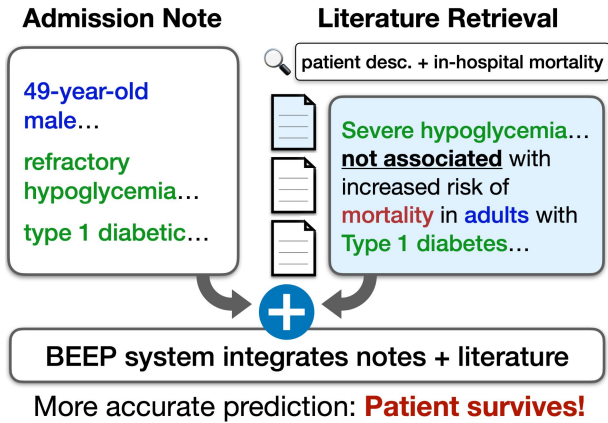 Admission Note
49-year-old
male…
refractory
hypoglycemia…
type 1 diabetic…
Literature Retrieval
patient desc. + in-hospital mortality
Severe hypoglycemia…
not associated with
increased risk of
mortality in adults with
Type 1 diabetes…
BEEP system integrates notes + literature
More accurate prediction: Patient survives!